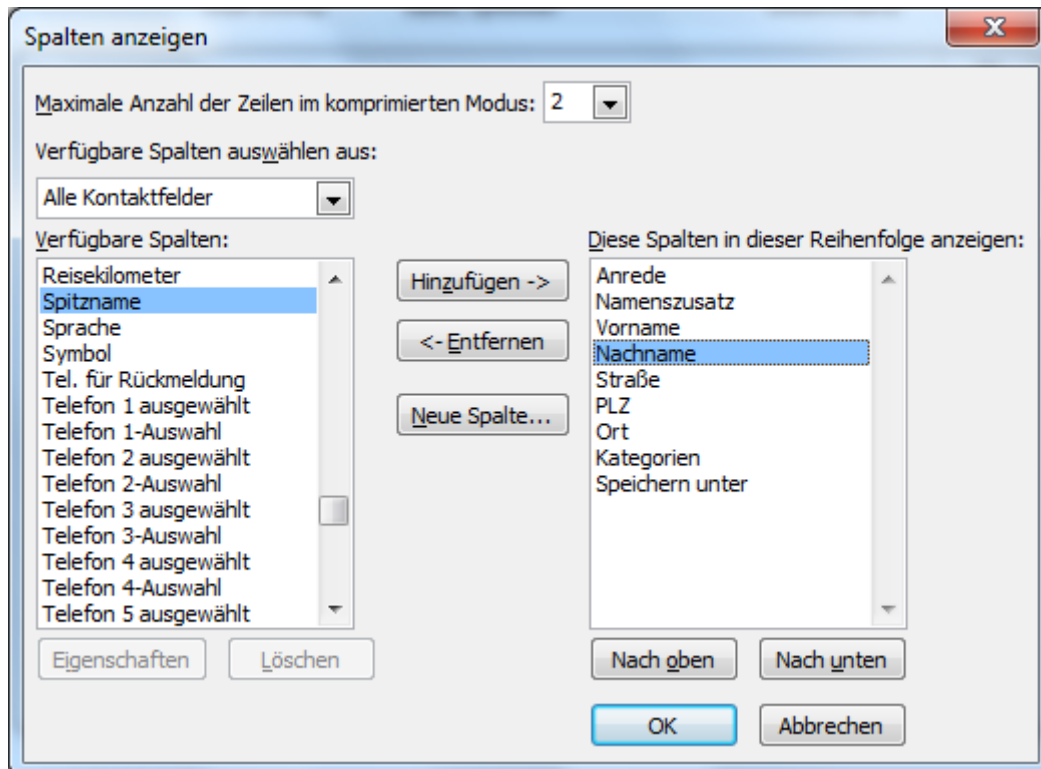 Spalten anzeigen
Maximale Anzahl der Zeilen im komprimierten Modus: 2
Verfügbare Spalten auswählen aus:
Alle Kontaktfelder
Verfügbare Spalten:
Reisekilometer
Spitzname
Sprache
Symbol
Tel. für Rückmeldung
Telefon 1 ausgewählt
Telefon 1-Auswahl
Telefon 2 ausgewählt
Telefon 2-Auswahl
Telefon 3 ausgewählt
Telefon 3-Auswahl
Telefon 4 ausgewählt
Telefon 4-Auswahl
Telefon 5 ausgewählt
Eigenschaften
Löschen
Hinzufügen ->
<- Entfernen
Neue Spalte...
Diese Spalten in dieser Reihenfolge anzeigen:
Anrede
Namenszusatz
Vorname
Nachname
Straße
PLZ
Ort
Kategorien
Speichern unter
Nach oben
Nach unten
OK
Abbrechen